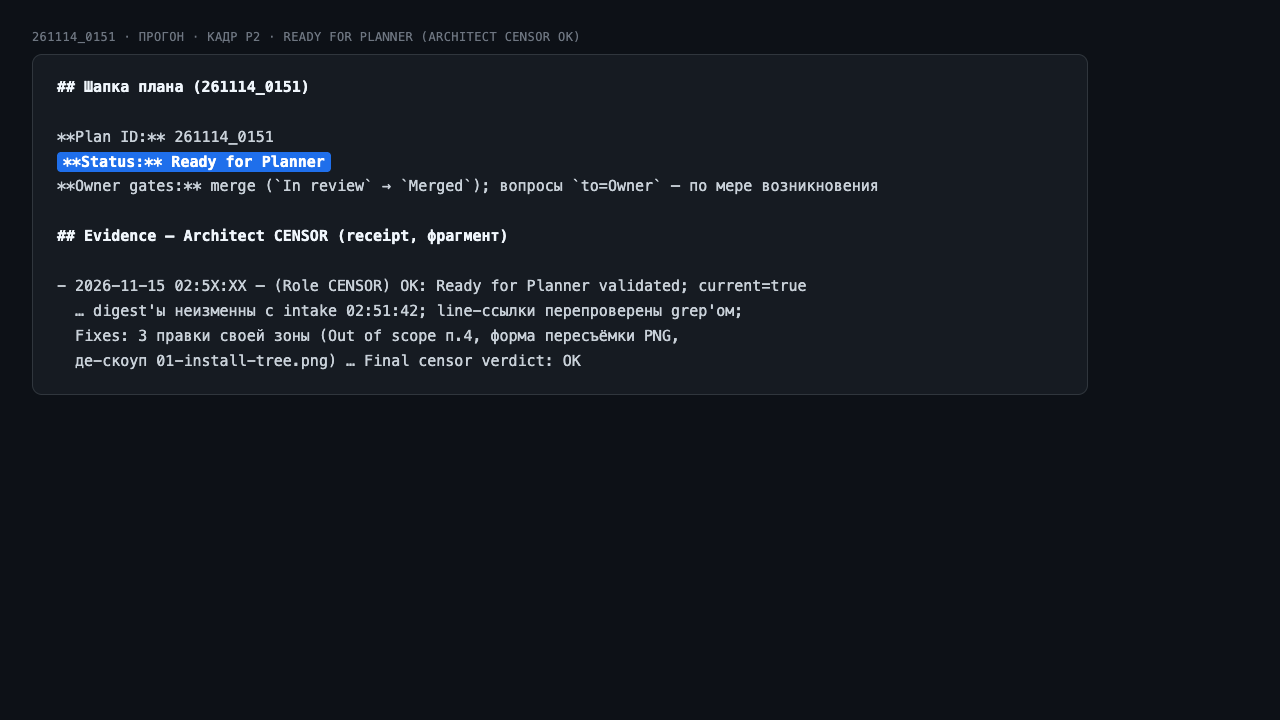 261114_0151 · ПРОГОН · КАДР P2 · READY FOR PLANNER (ARCHITECT CENSOR OK)
## Шапка плана (261114_0151)
**Plan ID:** 261114_0151
**Status:** Ready for Planner
**Owner gates:** merge (`In review` → `Merged`); вопросы `to=Owner` — по мере возникновения
## Evidence — Architect CENSOR (receipt, фрагмент)
- 2026-11-15 02:5X:XX — (Role CENSOR) OK: Ready for Planner validated; current=true
… digest'ы неизменны с intake 02:51:42; line-ссылки перепроверены grep'ом;
Fixes: 3 правки своей зоны (Out of scope п.4, форма пересъёмки PNG,
де-скоуп 01-install-tree.png) … Final censor verdict: OK